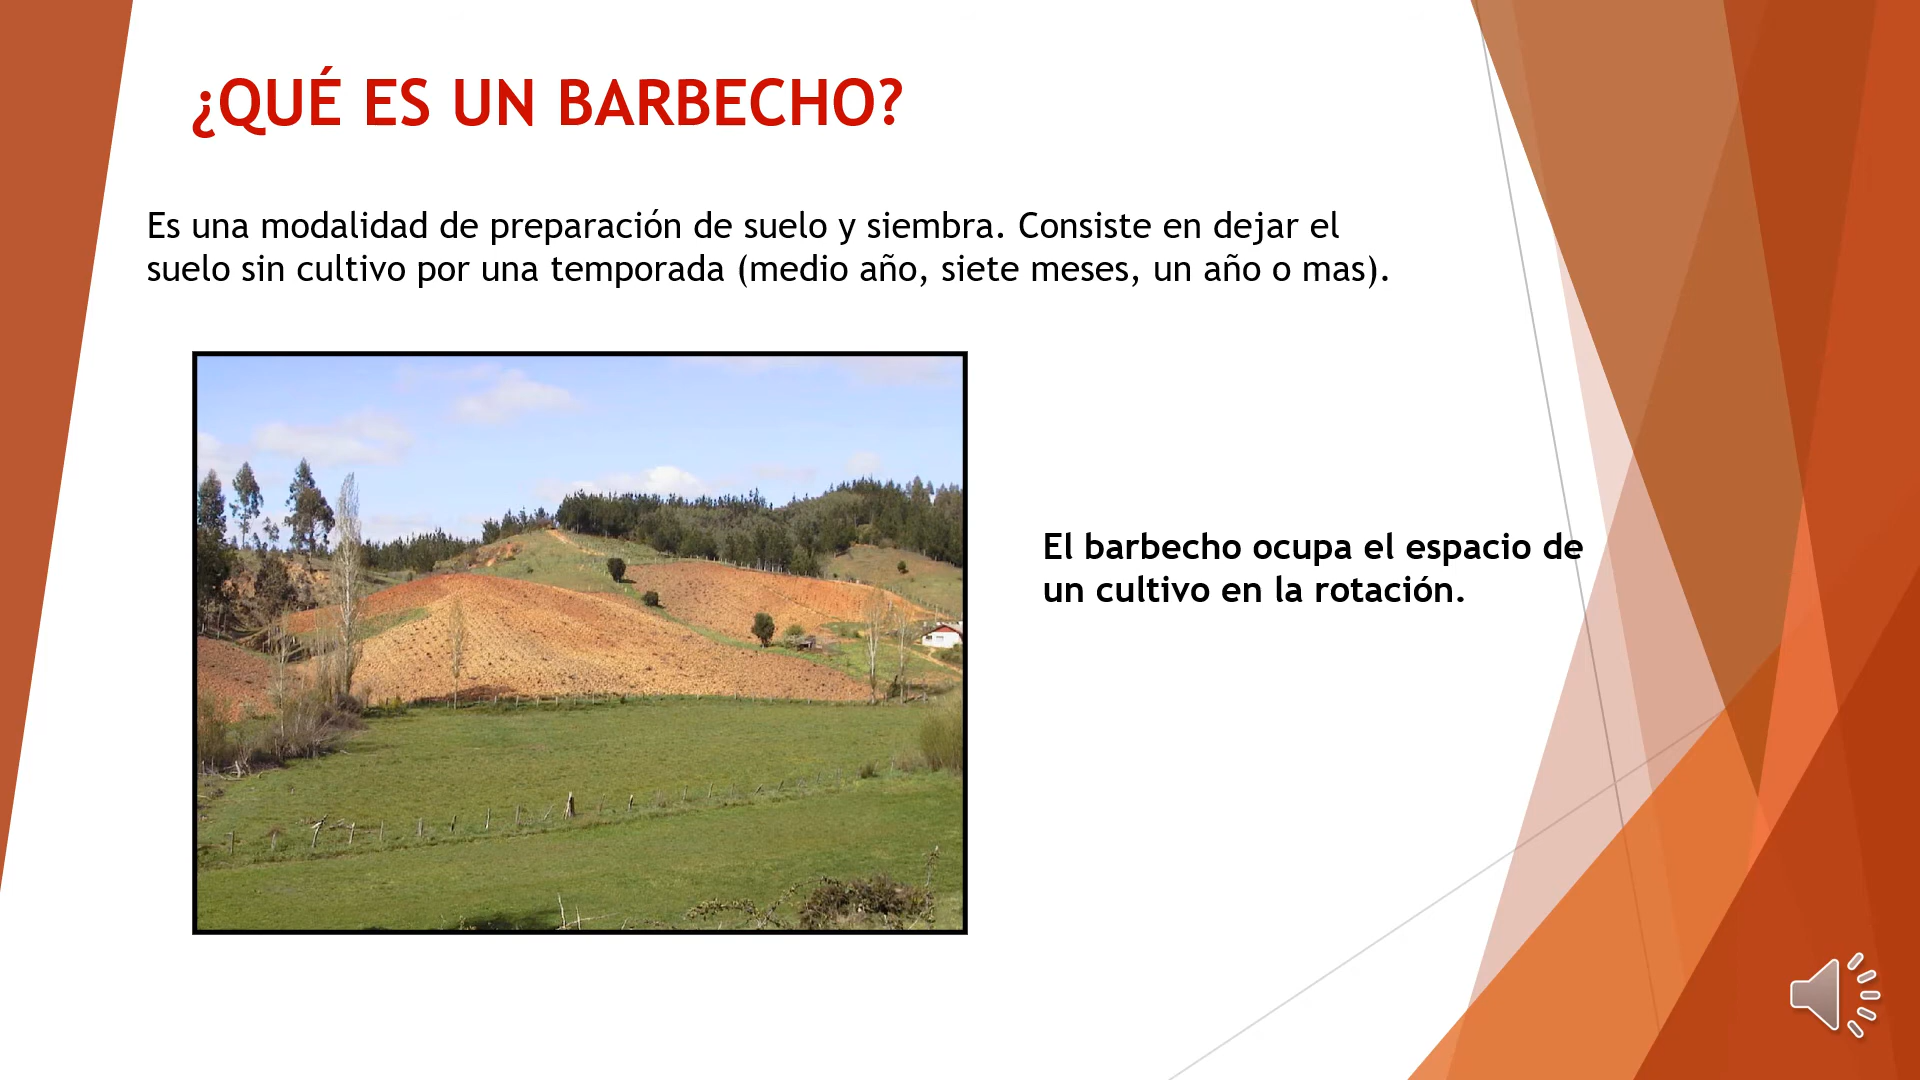 ¿QUÉ ES UN BARBECHO?
Es una modalidad de preparación de suelo y siembra. Consiste en dejar el
suelo sin cultivo por una temporada (medio año, siete meses, un año o mas).
El barbecho ocupa el espacio de
un cultivo en la rotación.